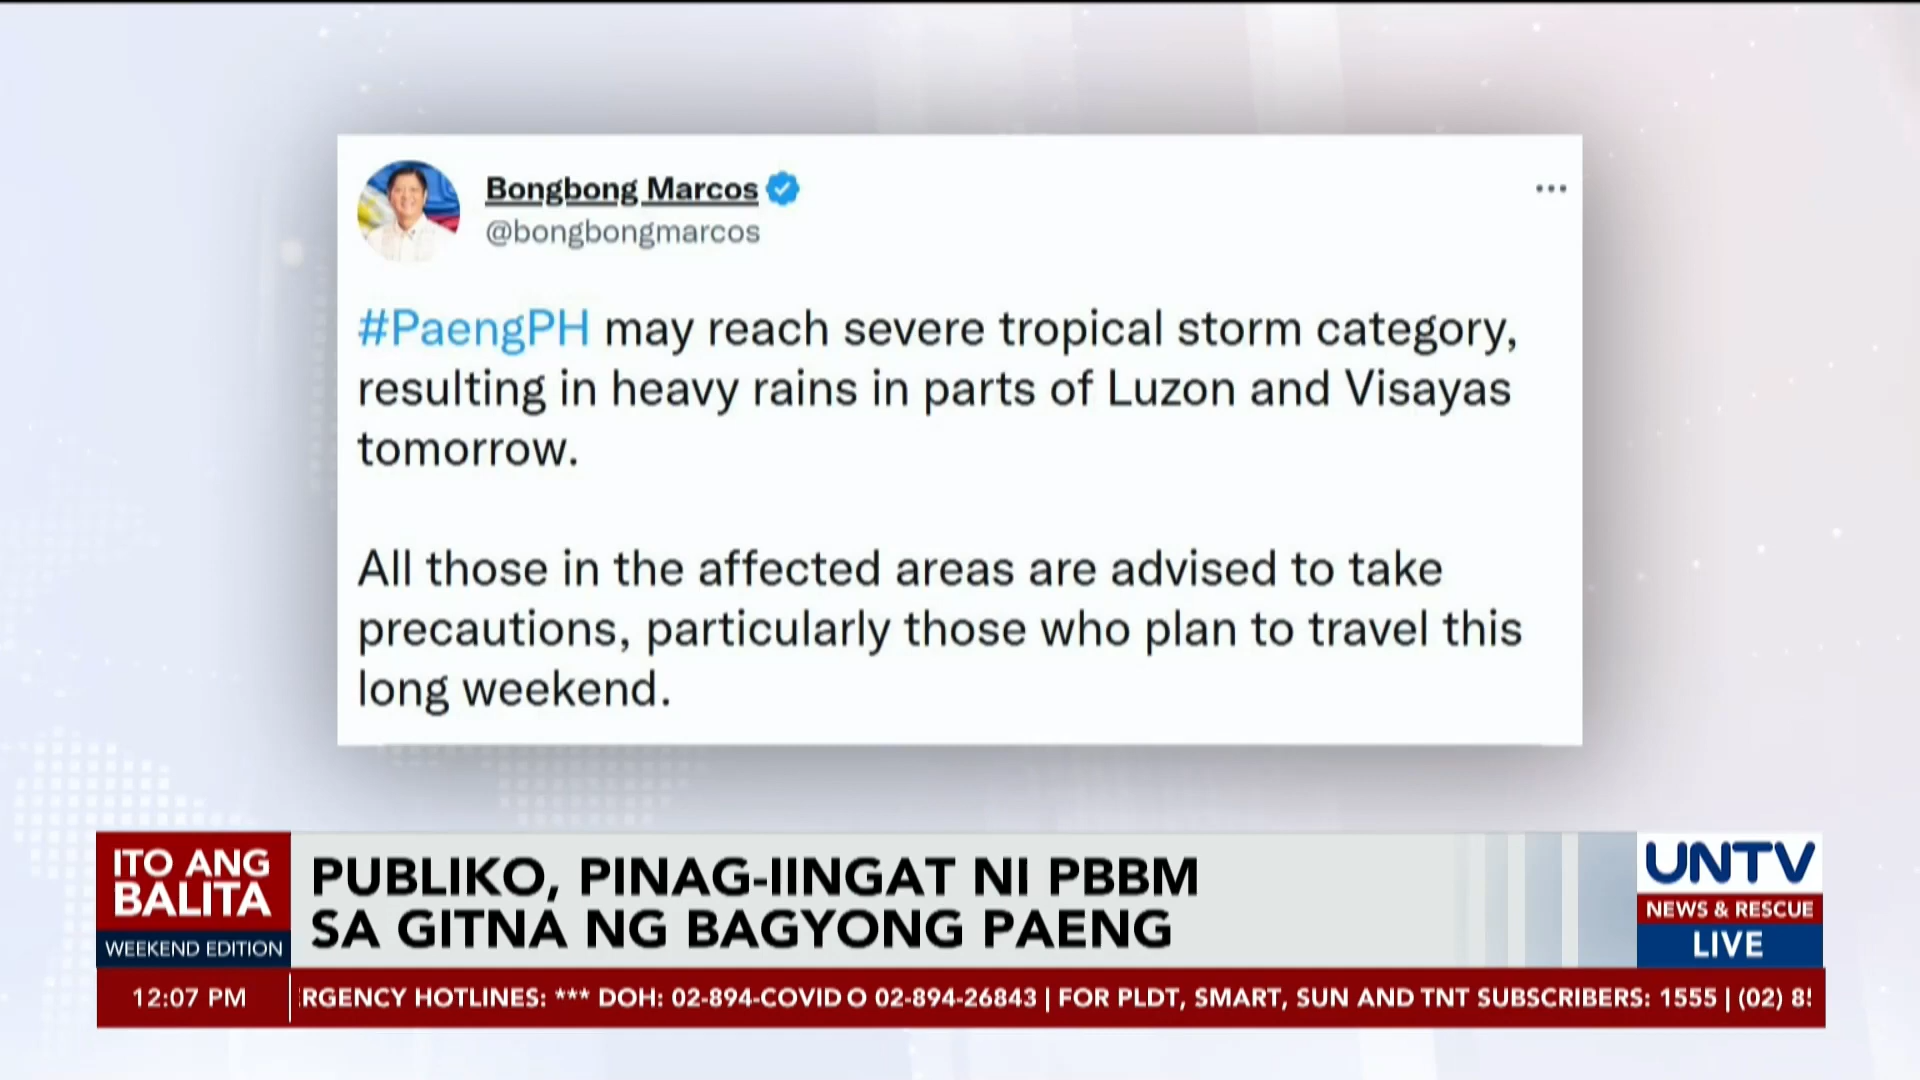 Bongbong Marcos
@bongbongmarcos
#PaengPH may reach severe tropical storm category,
resulting in heavy rains in parts of Luzon and Visayas
tomorrow.
All those in the affected areas are advised to take
precautions, particularly those who plan to travel this
long weekend.
ITO ANG
BALITA
WEEKEND EDITION
PUBLIKO, PINAG-IINGAT NI PBBM
SA GITNA NG BAGYONG PAENG
UNTV
NEWS & RESCUE
LIVE
12:07 PM
RGENCY HOTLINES: *** DOH: 02-894-COVID O 02-894-26843 | FOR PLDT, SMART, SUN AND TNT SUBSCRIBERS: 1555 | (02) 8